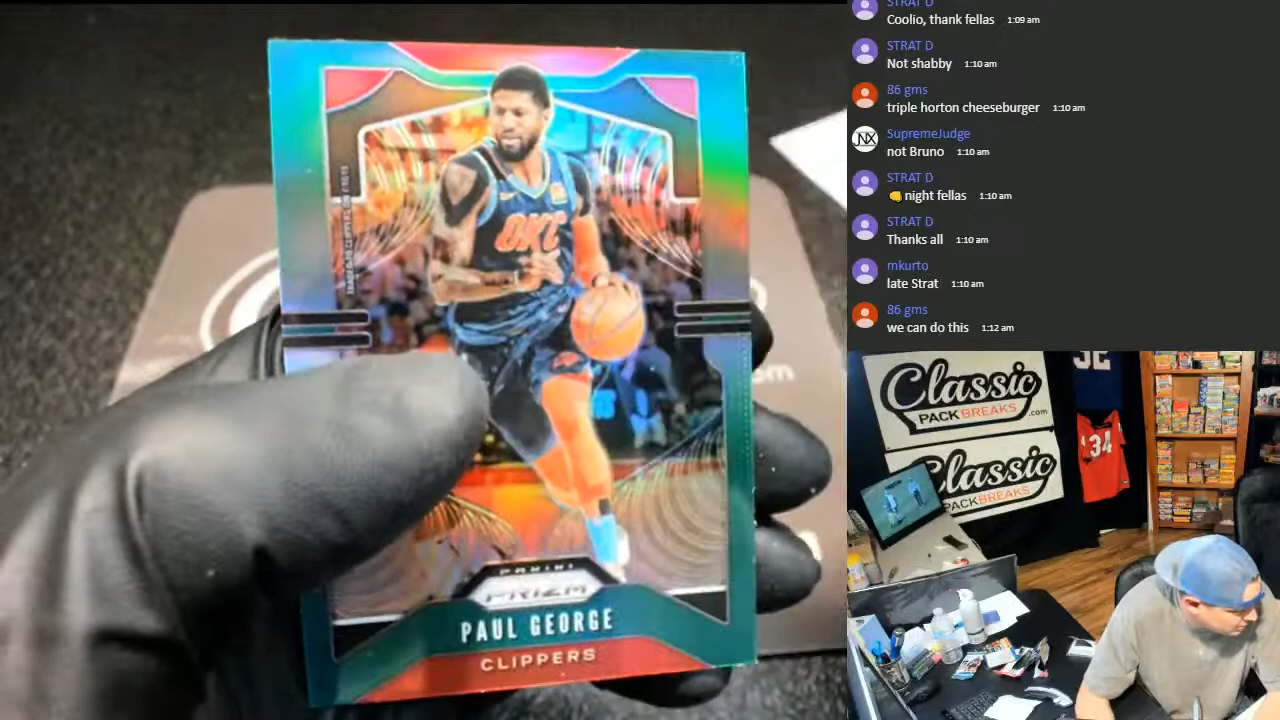 OKC
PANINI
PRIZM
PAUL GEORGE
CLIPPERS
STRAT D
Coolio, thank fellas 1:09 am
STRAT D
Not shabby 1:10 am
86 gms
triple horton cheeseburger 1:10 am
SupremeJudge
not Bruno 1:10 am
STRAT D
night fellas 1:10 am
STRAT D
Thanks all 1:10 am
mkurto
late Strat 1:10 am
86 gms
we can do this 1:12 am
Classic
PACK BREAKS .com
Classic
PACK BREAKS
34